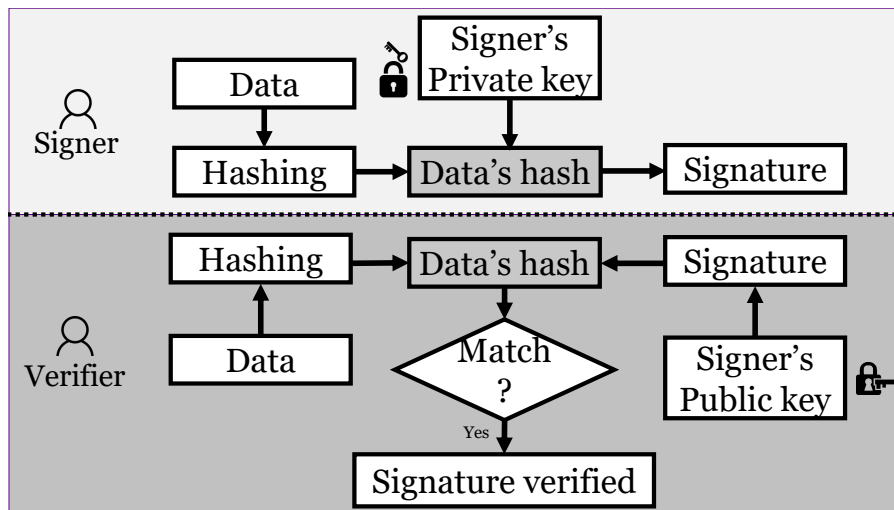 Signer's
Private key
Data
Signer
Hashing
Data's hash
Signature
Hashing
Data's hash
Signature
Verifier
Data
Match
?
Signer's
Public key
Yes
Signature verified